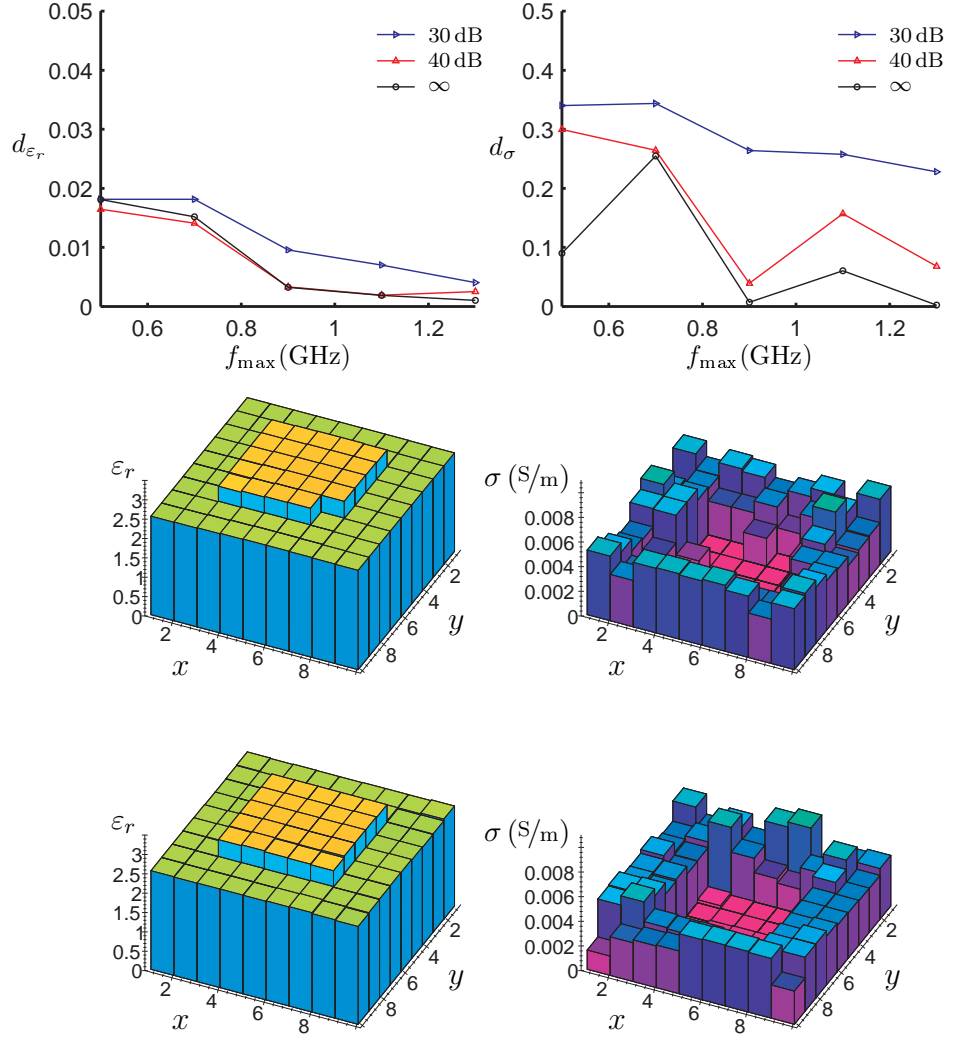 0.05
0.04
0.03
0.02
0.01
0
d_{ε_r}
30 dB
40 dB
∞
0.6 0.8 1 1.2
f_max (GHz)
0.5
0.4
0.3
0.2
0.1
0
d_σ
30 dB
40 dB
∞
0.6 0.8 1 1.2
f_max (GHz)
ε_r
3
2.5
2
1.5
1
0.5
0
2 4 6 8
x
2
4
6
8
y
σ (S/m)
0.008
0.006
0.004
0.002
0
2 4 6 8
x
2
4
6
8
y
ε_r
3
2.5
2
1.5
1
0.5
0
2 4 6 8
x
2
4
6
8
y
σ (S/m)
0.008
0.006
0.004
0.002
0
2 4 6 8
x
2
4
6
8
y